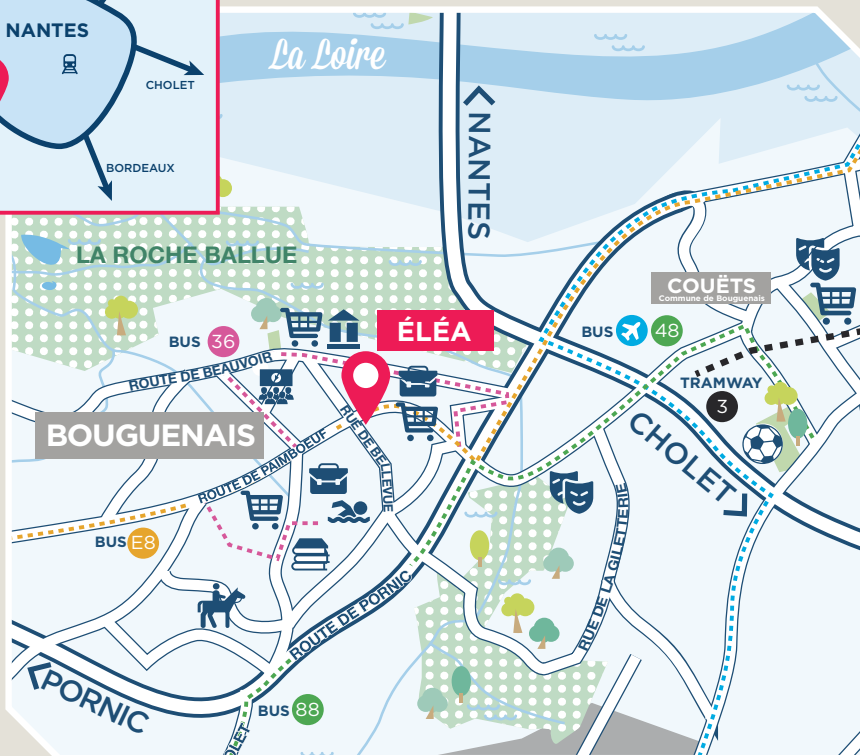 NANTES
CHOLET
BORDEAUX
La Loire
NANTES
LA ROCHE BALLUE
COUËTS
Commune de Bouguenais
ÉLÉA
BUS 36
BUS 48
ROUTE DE BEAUVOIR
TRAMWAY
3
BOUGUENAIS
RUE DE BELLEVUE
CHOLET
ROUTE DE PAIMBOEUF
BUS E8
RUE DE LA GILETTERIE
ROUTE DE PORNIC
PORNIC
BUS 88